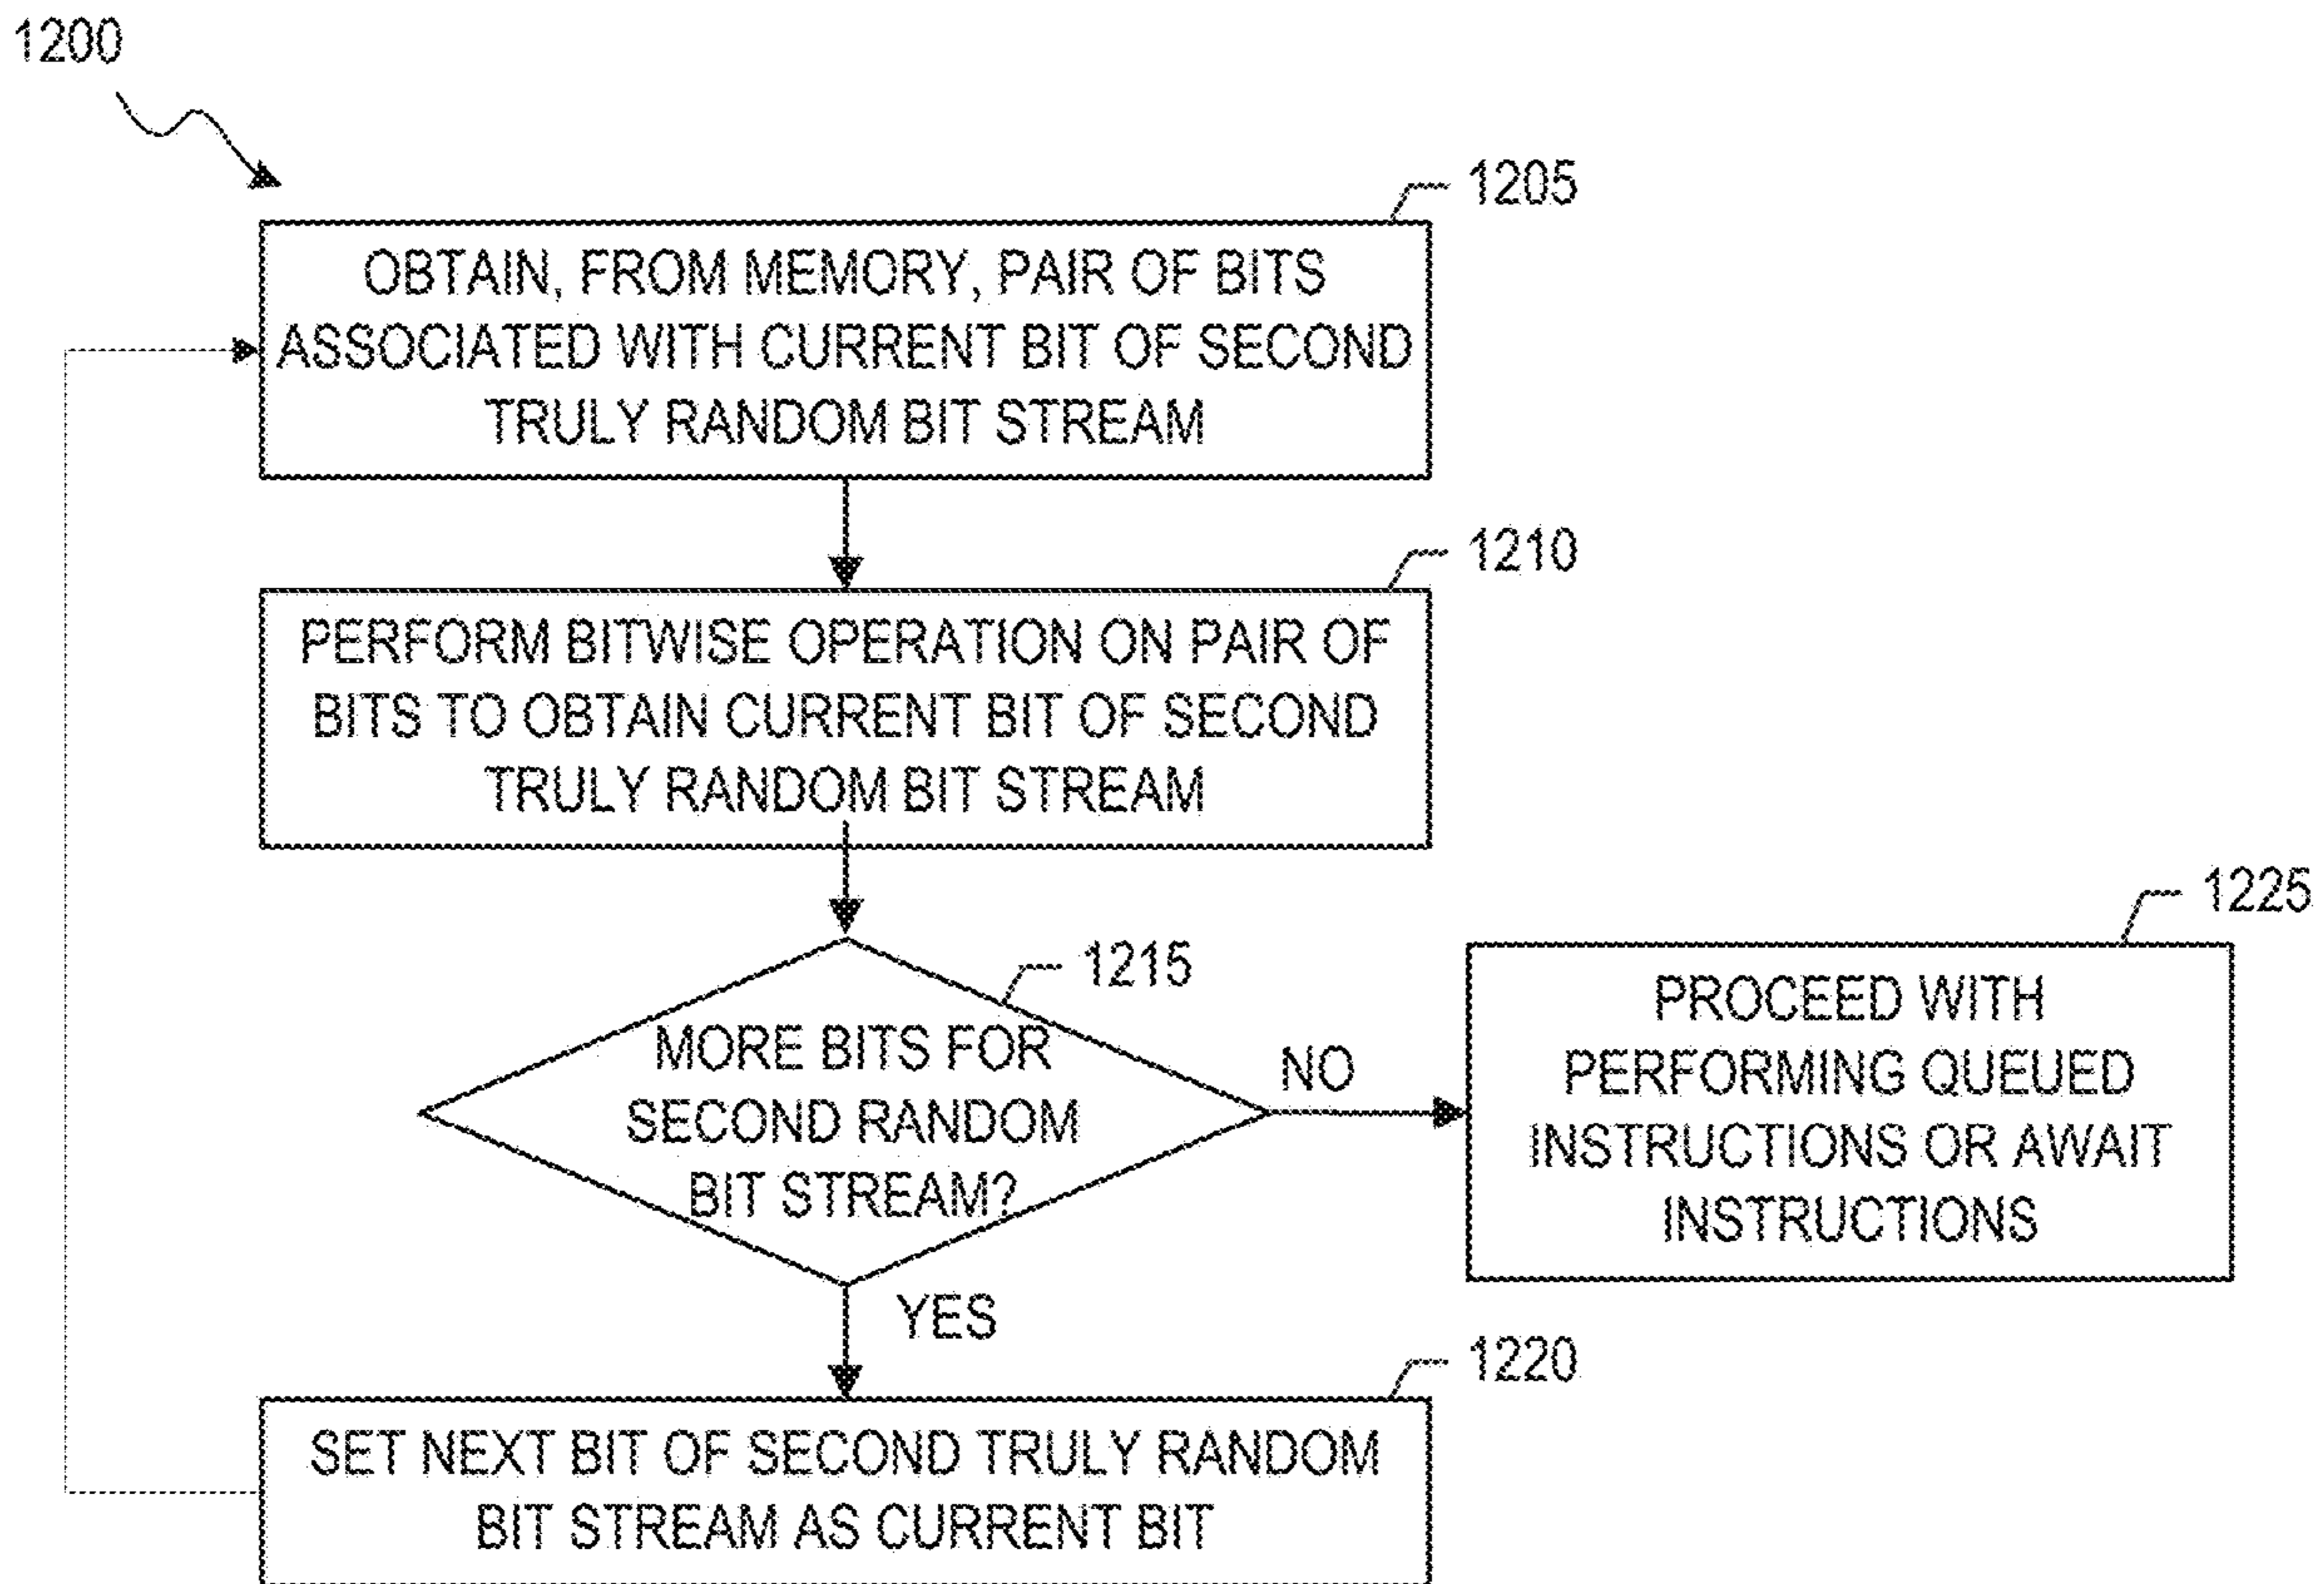 1200
1205
OBTAIN, FROM MEMORY, PAIR OF BITS
ASSOCIATED WITH CURRENT BIT OF SECOND
TRULY RANDOM BIT STREAM
1210
PERFORM BITWISE OPERATION ON PAIR OF
BITS TO OBTAIN CURRENT BIT OF SECOND
TRULY RANDOM BIT STREAM
1215
MORE BITS FOR
SECOND RANDOM
BIT STREAM?
NO
1225
PROCEED WITH
PERFORMING QUEUED
INSTRUCTIONS OR AWAIT
INSTRUCTIONS
YES
1220
SET NEXT BIT OF SECOND TRULY RANDOM
BIT STREAM AS CURRENT BIT